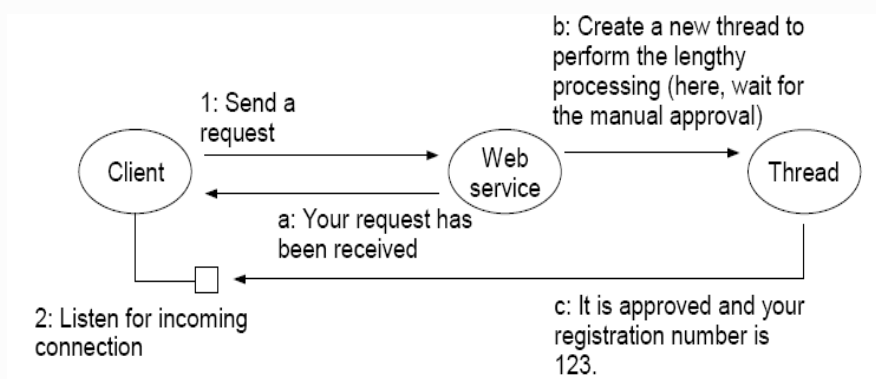 b: Create a new thread to
perform the lengthy
processing (here, wait for
the manual approval)
1: Send a
request
Client
Web
service
Thread
a: Your request has
been received
2: Listen for incoming
connection
c: It is approved and your
registration number is
123.